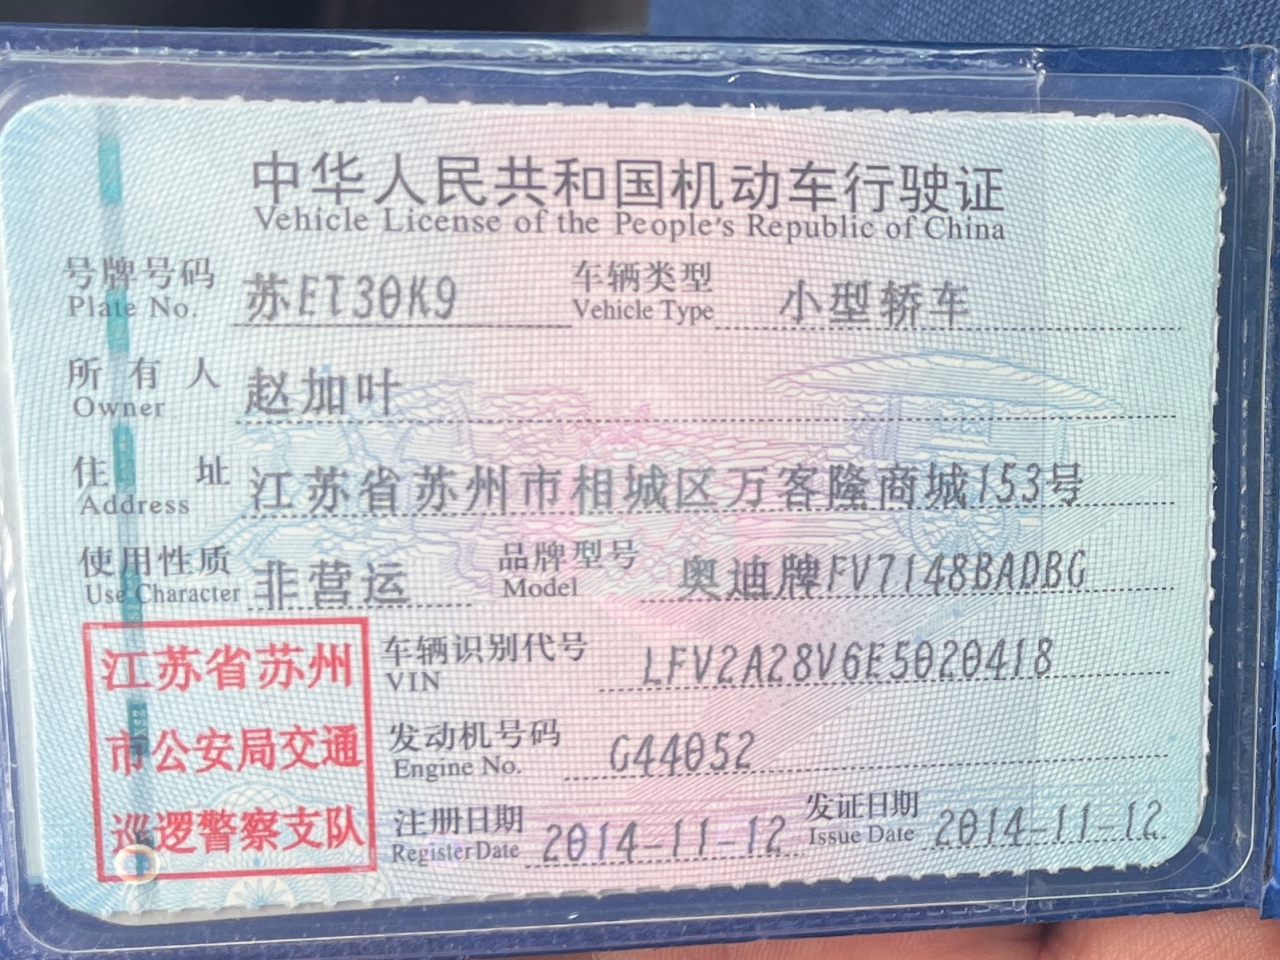 中华人民共和国机动车行驶证
Vehicle License of the People's Republic of China
号牌号码 苏ET30K9 车辆类型 小型轿车
Plate No. Vehicle Type
所有人 赵加叶
Owner
住址 江苏省苏州市相城区万客隆商城153号
Address
使用性质 非营运 品牌型号 奥迪牌FV7148BADBG
Use Character Model
江苏省苏州
市公安局交通
巡逻警察支队
车辆识别代号 LFV2A28V6E5020418
VIN
发动机号码 G44052
Engine No.
注册日期 2014-11-12 发证日期 2014-11-12
Register Date Issue Date